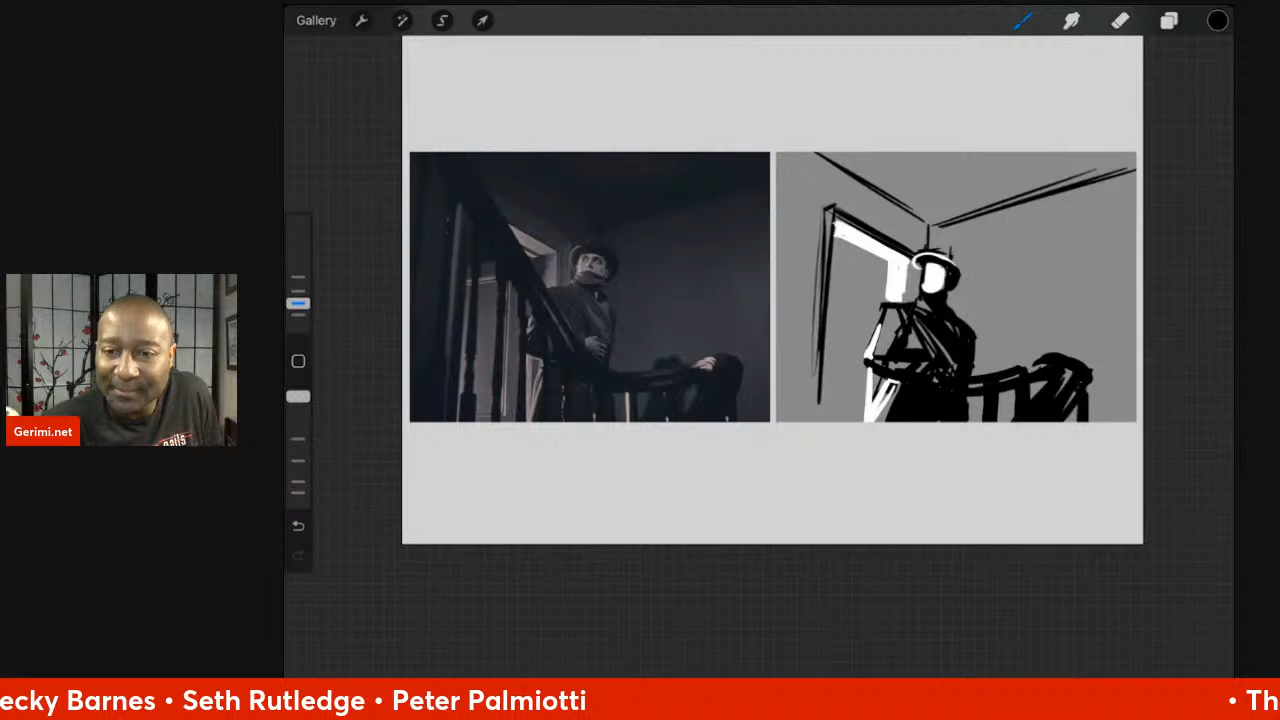 Gallery
Gerimi.net
ecky Barnes • Seth Rutledge • Peter Palmiotti • Th